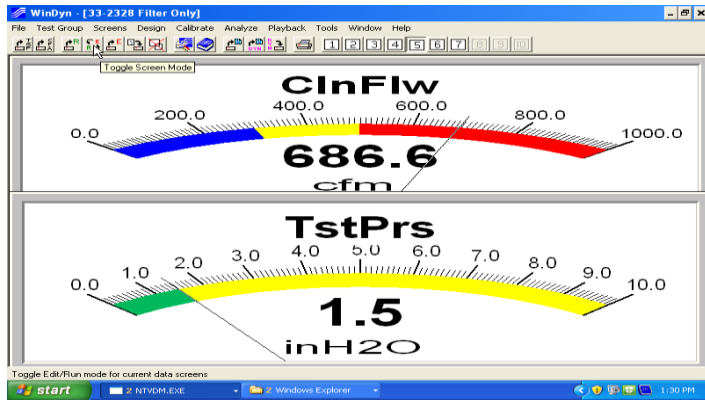 WinDyn - [33-2328 Filter Only]
File Test Group Screens Design Calibrate Analyze Playback Tools Window Help
1 2 3 4 5 6 7 8 9 10
Toggle Screen Mode
ClnFlw
0.0 200.0 400.0 600.0 800.0 1000.0
686.6
cfm
TstPrs
0.0 1.0 2.0 3.0 4.0 5.0 6.0 7.0 8.0 9.0 10.0
1.5
inH2O
Toggle Edit/Run mode for current data screens
start 2 NTVDM.EXE 2 Windows Explorer 1:30 PM